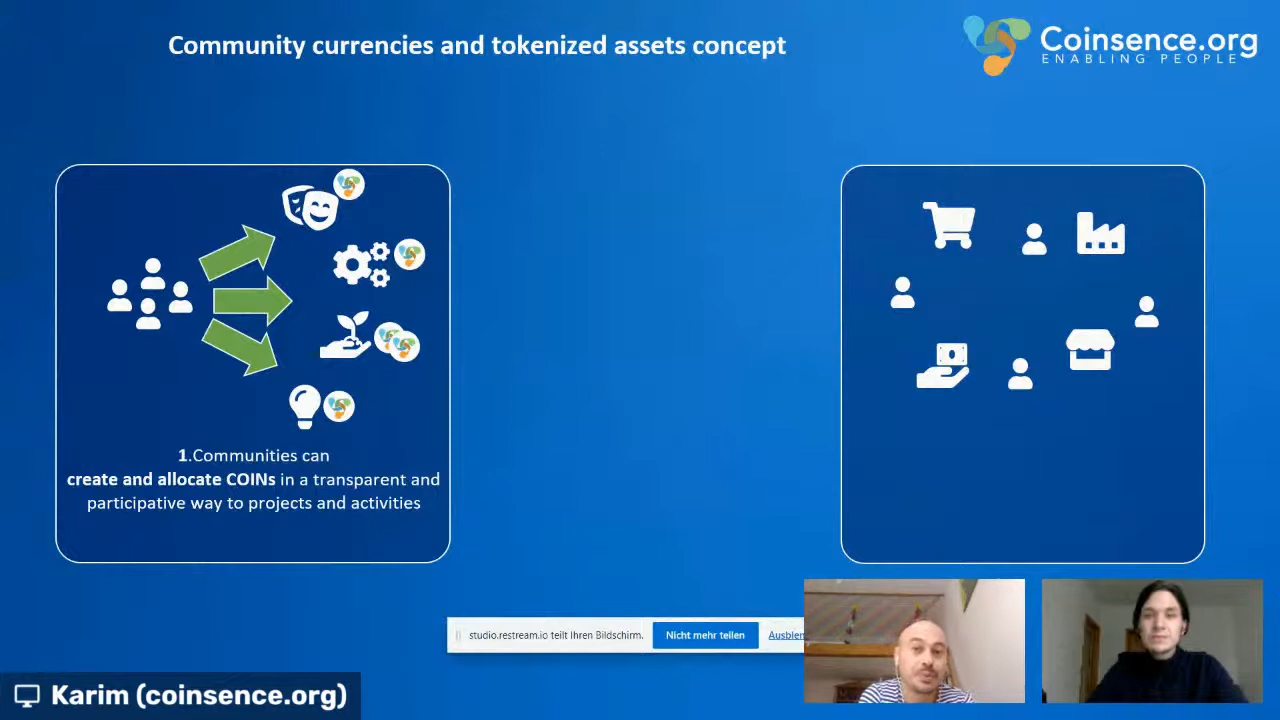 Community currencies and tokenized assets concept
Coinsence.org
ENABLING PEOPLE
1.Communities can
create and allocate COINs in a transparent and
participative way to projects and activities
studio.restream.io teilt Ihren Bildschirm.
Nicht mehr teilen
Ausblen
Karim (coinsence.org)